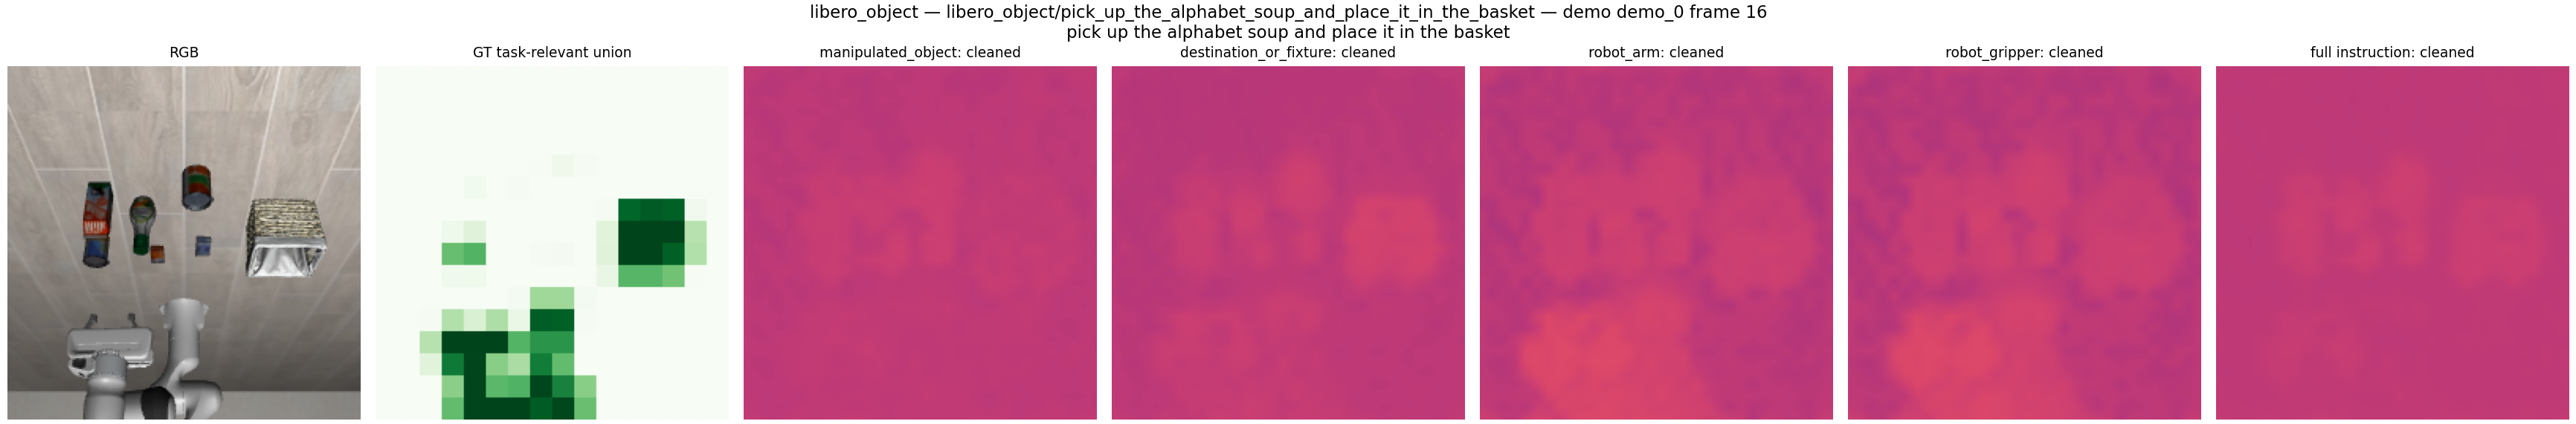 libero_object — libero_object/pick_up_the_alphabet_soup_and_place_it_in_the_basket — demo demo_0 frame 16
pick up the alphabet soup and place it in the basket
RGB
GT task-relevant union
manipulated_object: cleaned
destination_or_fixture: cleaned
robot_arm: cleaned
robot_gripper: cleaned
full instruction: cleaned